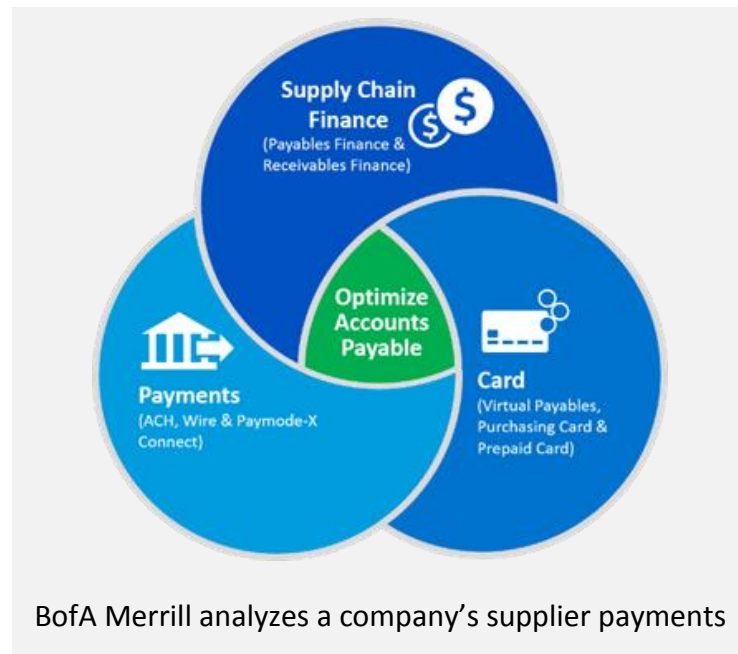 Supply Chain
Finance
(Payables Finance &
Receivables Finance)
$
$
Optimize
Accounts
Payable
Payments
(ACH, Wire & Paymode-X
Connect)
Card
(Virtual Payables,
Purchasing Card &
Prepaid Card)
BofA Merrill analyzes a company’s supplier payments